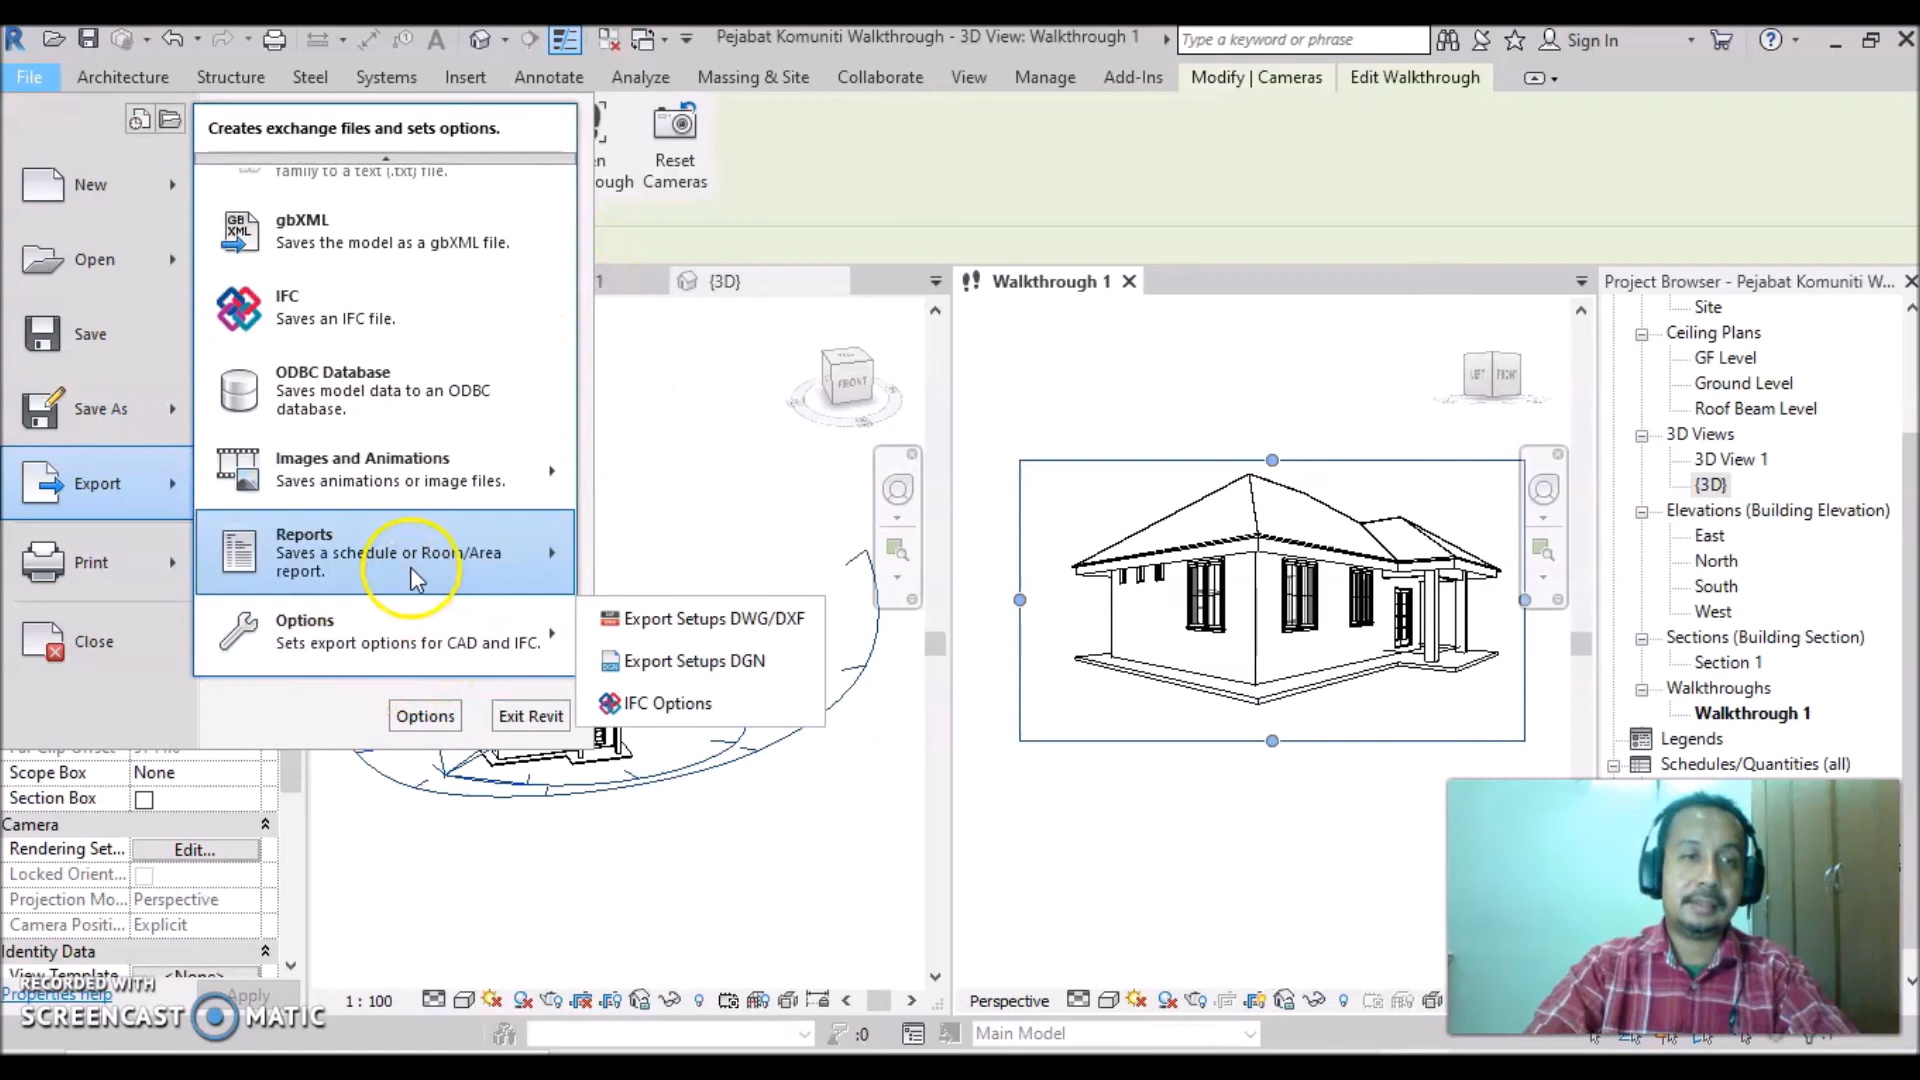 Pejabat Komuniti Walkthrough - 3D View: Walkthrough 1
Type a keyword or phrase
Sign In
File
Architecture
Structure
Steel
Systems
Insert
Annotate
Analyze
Massing & Site
Collaborate
View
Manage
Add-Ins
Modify | Cameras
Edit Walkthrough
Creates exchange files and sets options.
family to a text (.txt) file.
Reset
Cameras
New
gbXML
Saves the model as a gbXML file.
Open
IFC
Saves an IFC file.
Save
ODBC Database
Saves model data to an ODBC
database.
Save As
Images and Animations
Saves animations or image files.
Export
Reports
Saves a schedule or Room/Area
report.
Print
Options
Sets export options for CAD and IFC.
Close
Export Setups DWG/DXF
Export Setups DGN
IFC Options
Options
Exit Revit
{3D}
Walkthrough 1
FRONT
LEFT
FRONT
Project Browser - Pejabat Komuniti W...
Site
Ceiling Plans
GF Level
Ground Level
Roof Beam Level
3D Views
3D View 1
{3D}
Elevations (Building Elevation)
East
North
South
West
Sections (Building Section)
Section 1
Walkthroughs
Walkthrough 1
Legends
Schedules/Quantities (all)
Scope Box
None
Section Box
Camera
Rendering Set...
Edit...
Locked Orient...
Projection Mo...
Perspective
Camera Positi...
Explicit
Identity Data
View Template
<None>
Properties help
Apply
RECORDED WITH
SCREENCAST MATIC
1 : 100
Perspective
:0
Main Model